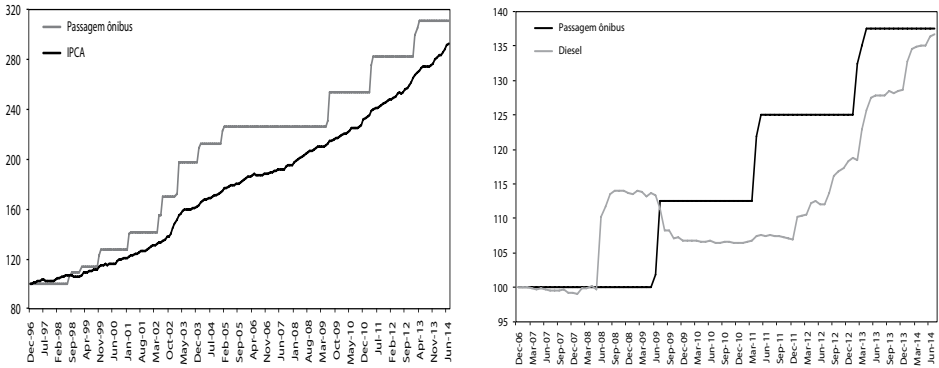 320
280
240
200
160
120
80
Passagem ônibus
IPCA
Dec-96
Jul-97
Feb-98
Sep-98
Apr-99
Nov-99
Jun-00
Jan-01
Aug-01
Mar-02
Oct-02
May-03
Dec-03
Jul-04
Feb-05
Sep-05
Apr-06
Nov-06
Jun-07
Jan-08
Aug-08
Mar-09
Oct-09
May-10
Dec-10
Jul-11
Feb-12
Sep-12
Apr-13
Nov-13
Jun-14
140
135
130
125
120
115
110
105
100
95
Passagem ônibus
Diesel
Dec-06
Mar-07
Jun-07
Sep-07
Dec-07
Mar-08
Jun-08
Sep-08
Dec-08
Mar-09
Jun-09
Sep-09
Dec-09
Mar-10
Jun-10
Sep-10
Dec-10
Mar-11
Jun-11
Sep-11
Dec-11
Mar-12
Jun-12
Sep-12
Dec-12
Mar-13
Jun-13
Sep-13
Dec-13
Mar-14
Jun-14